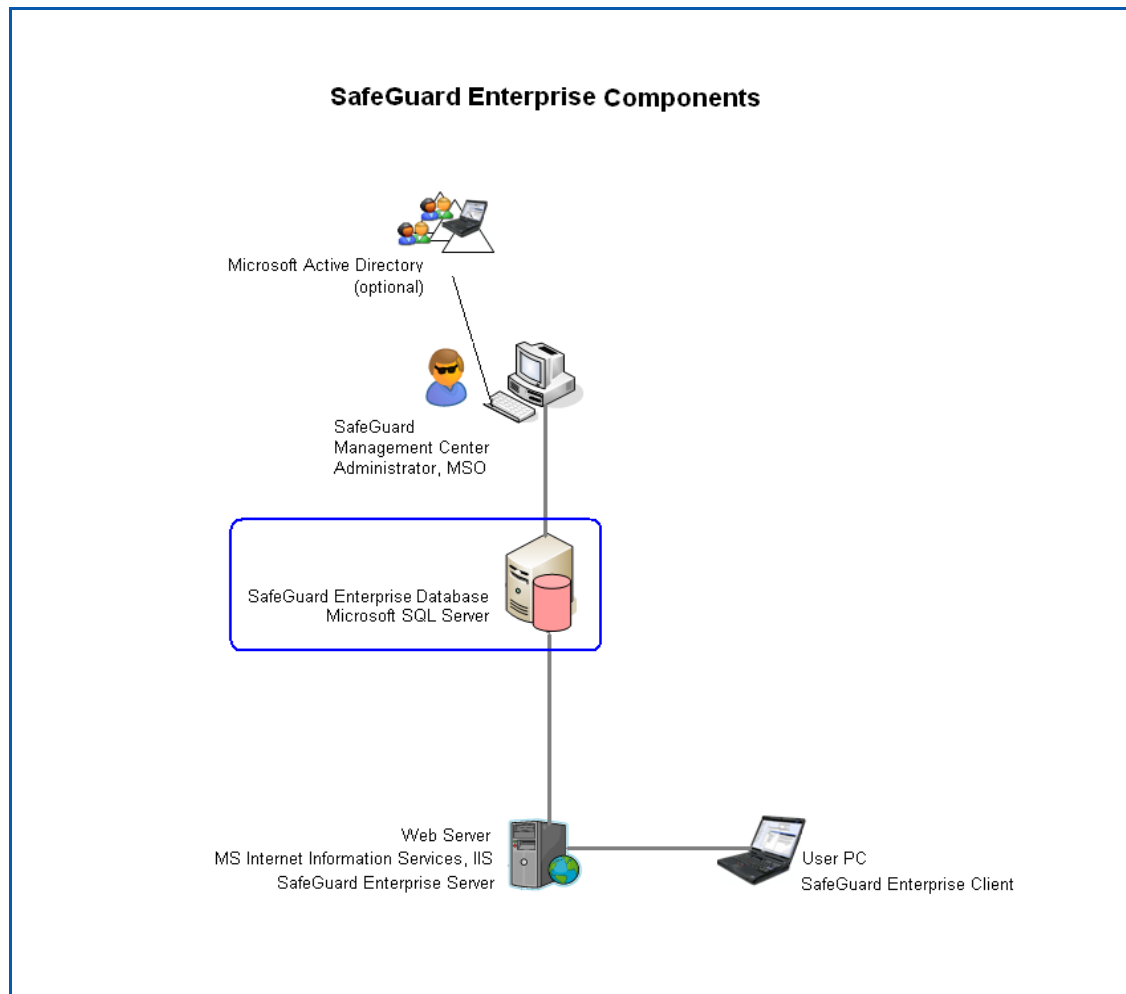 SafeGuard Enterprise Components
Microsoft Active Directory
(optional)
SafeGuard
Management Center
Administrator, MSO
SafeGuard Enterprise Database
Microsoft SQL Server
Web Server
MS Internet Information Services, IIS
SafeGuard Enterprise Server
User PC
SafeGuard Enterprise Client